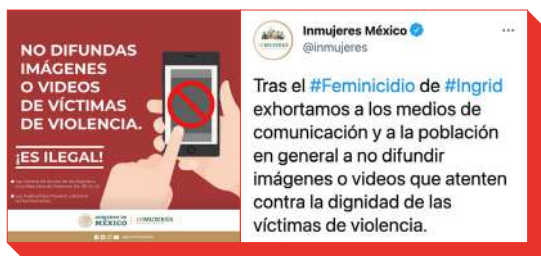 NO DIFUNDAS
IMÁGENES
O VIDEOS
DE VÍCTIMAS
DE VIOLENCIA.
¡ES ILEGAL!
GOBIERNO DE
MÉXICO
INMUJERES
Inmujeres México
@inmujeres
Tras el #Feminicidio de #Ingrid
exhortamos a los medios de
comunicación y a la población
en general a no difundir
imágenes o videos que atenten
contra la dignidad de las
víctimas de violencia.